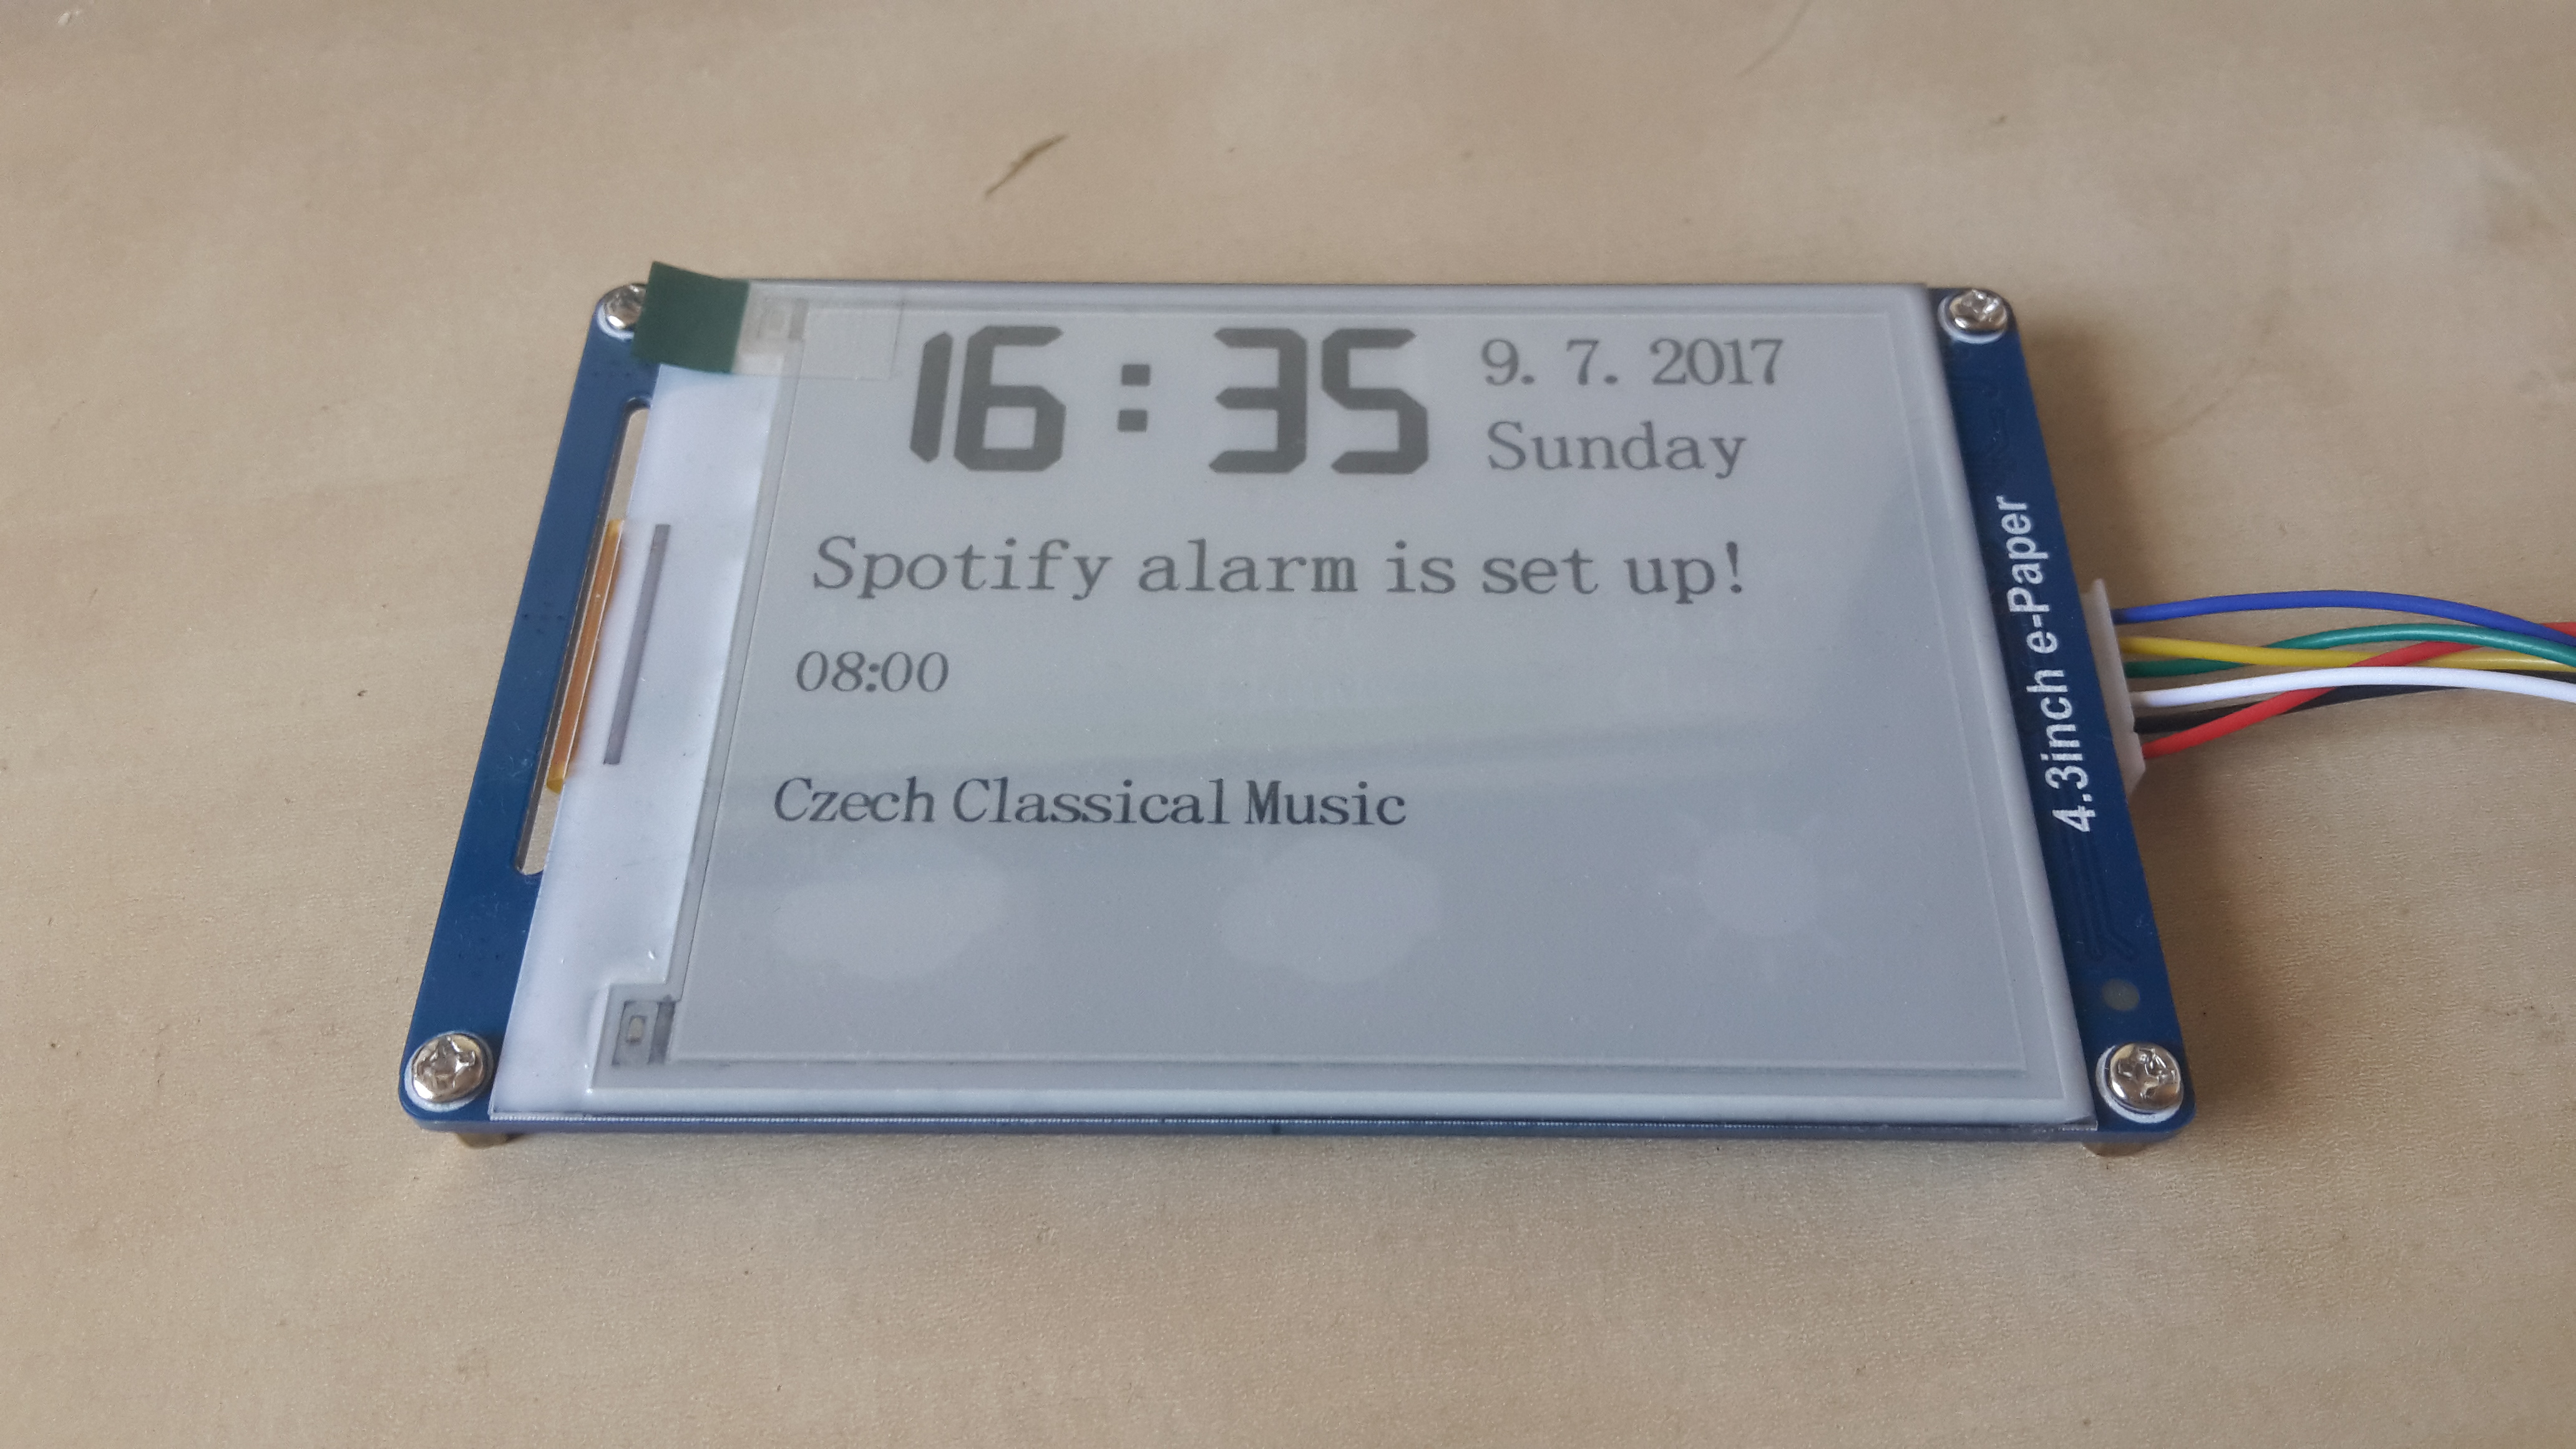 16:35
9. 7. 2017
Sunday
Spotify alarm is set up!
08:00
Czech Classical Music
4.3inch e-Paper